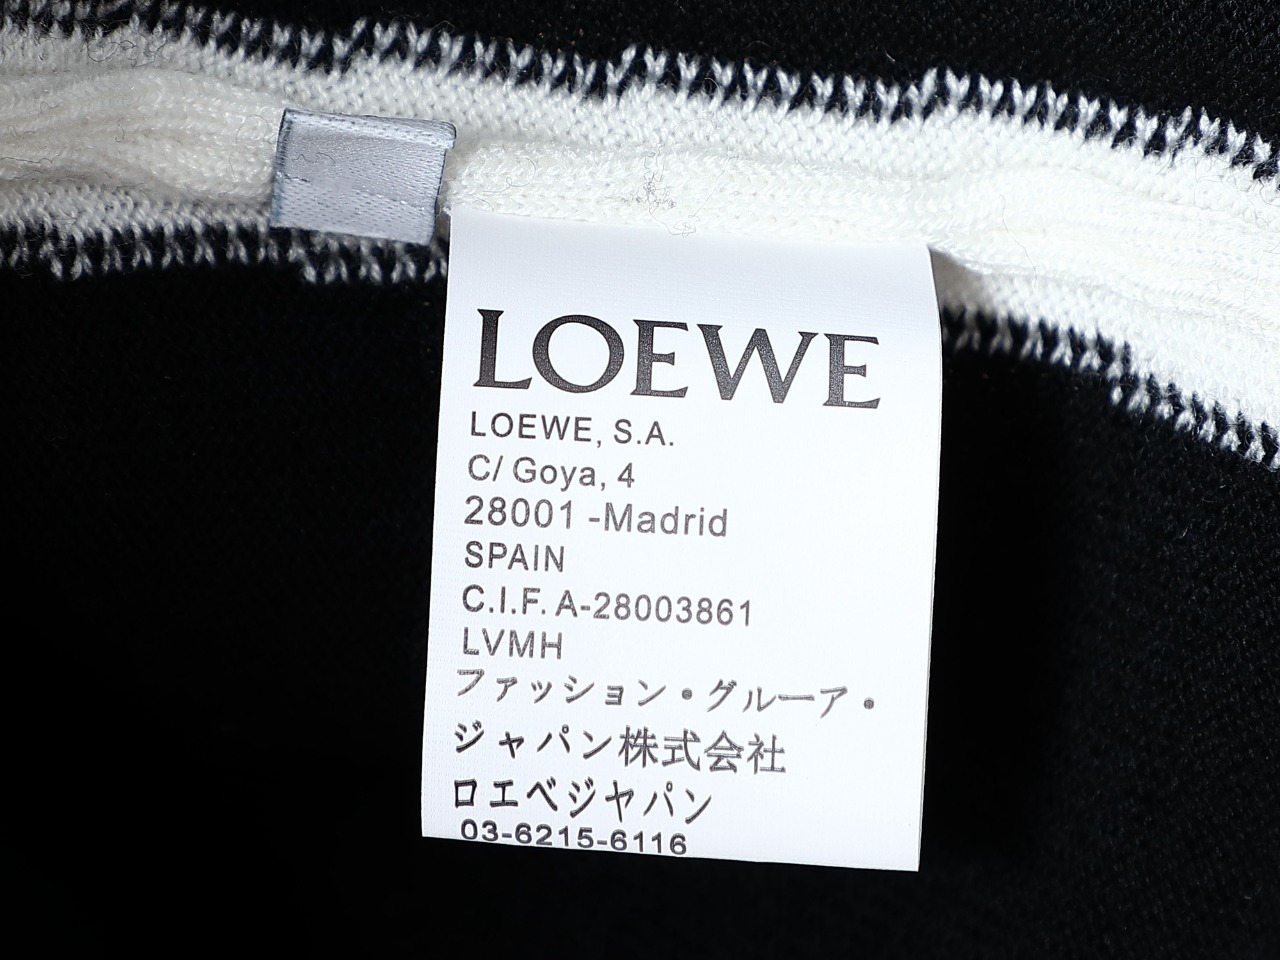 LOEWE
LOEWE, S.A.
C/ Goya, 4
28001 -Madrid
SPAIN
C.I.F. A-28003861
LVMH
ファッション・グルーア・
ジャパン株式会社
ロエベジャパン
03-6215-6116